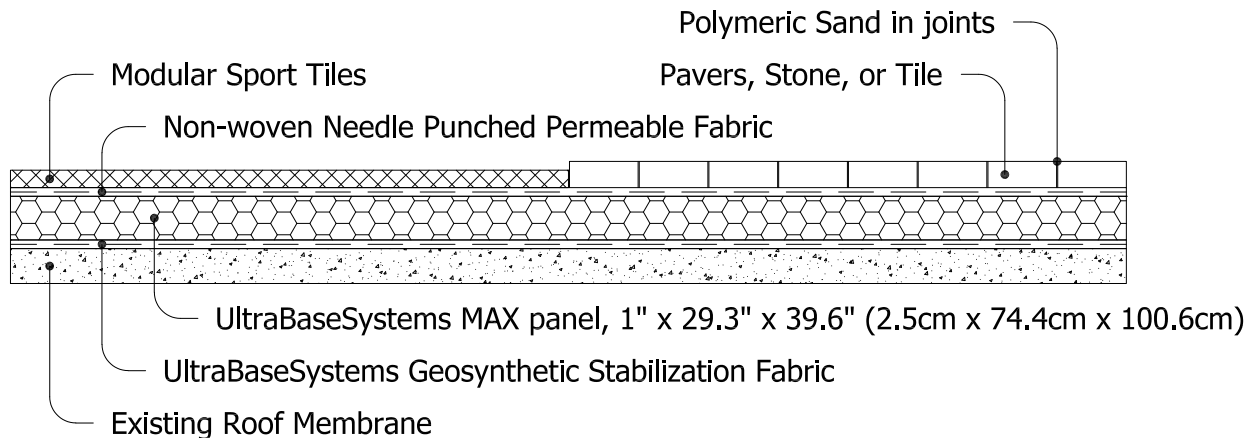 Polymeric Sand in joints
Modular Sport Tiles
Pavers, Stone, or Tile
Non-woven Needle Punched Permeable Fabric
UltraBaseSystems MAX panel, 1" x 29.3" x 39.6" (2.5cm x 74.4cm x 100.6cm)
UltraBaseSystems Geosynthetic Stabilization Fabric
Existing Roof Membrane